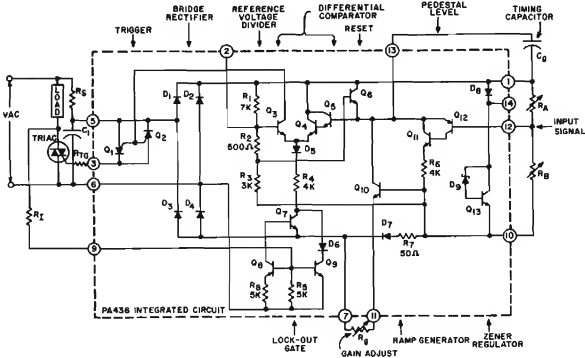 TRIGGER
BRIDGE RECTIFIER
REFERENCE VOLTAGE DIVIDER
DIFFERENTIAL COMPARATOR
RESET
PEDESTAL LEVEL
TIMING CAPACITOR
2
13
Cg
VAC
LOAD
RS
5
C1
TRIAC
RTG
3
6
RI
9
D1
D2
Q1
Q2
D3
D4
R1
7K
R2
500Ω
R3
3K
Q3
Q4
Q5
Q6
D5
R4
4K
Q7
D6
Q8
Q9
R8
5K
R5
5K
Q10
Q11
Q12
R6
4K
D7
R7
50Ω
D8
D9
Q13
1
14
12
10
RA
RB
INPUT SIGNAL
PA436 INTEGRATED CIRCUIT
7
11
Rg
LOCK-OUT GATE
GAIN ADJUST
RAMP GENERATOR
ZENER REGULATOR